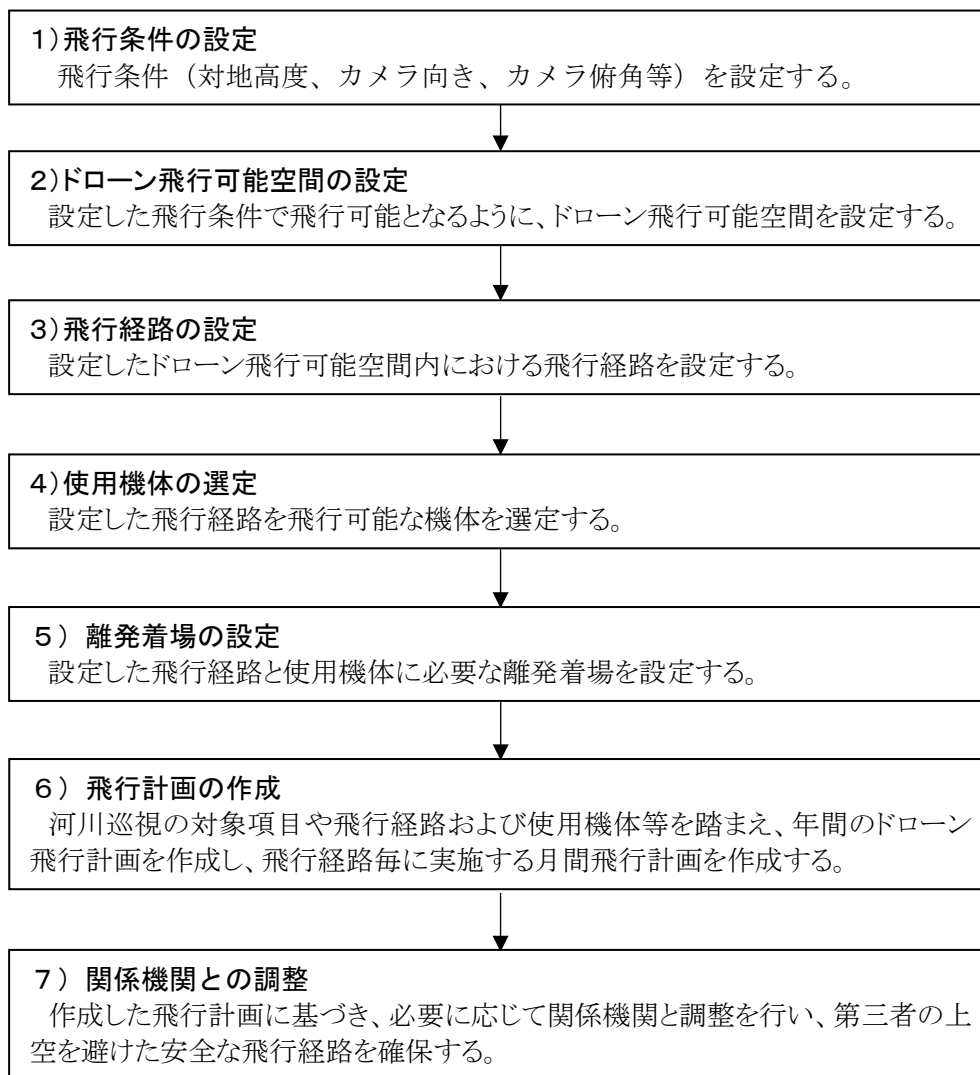 1)飛行条件の設定
飛行条件（対地高度、カメラ向き、カメラ俯角等）を設定する。
2)ドローン飛行可能空間の設定
設定した飛行条件で飛行可能となるように、ドローン飛行可能空間を設定する。
3)飛行経路の設定
設定したドローン飛行可能空間内における飛行経路を設定する。
4)使用機体の選定
設定した飛行経路を飛行可能な機体を選定する。
5） 離発着場の設定
設定した飛行経路と使用機体に必要な離発着場を設定する。
6） 飛行計画の作成
河川巡視の対象項目や飛行経路および使用機体等を踏まえ、年間のドローン
飛行計画を作成し、飛行経路毎に実施する月間飛行計画を作成する。
7） 関係機関との調整
作成した飛行計画に基づき、必要に応じて関係機関と調整を行い、第三者の上
空を避けた安全な飛行経路を確保する。